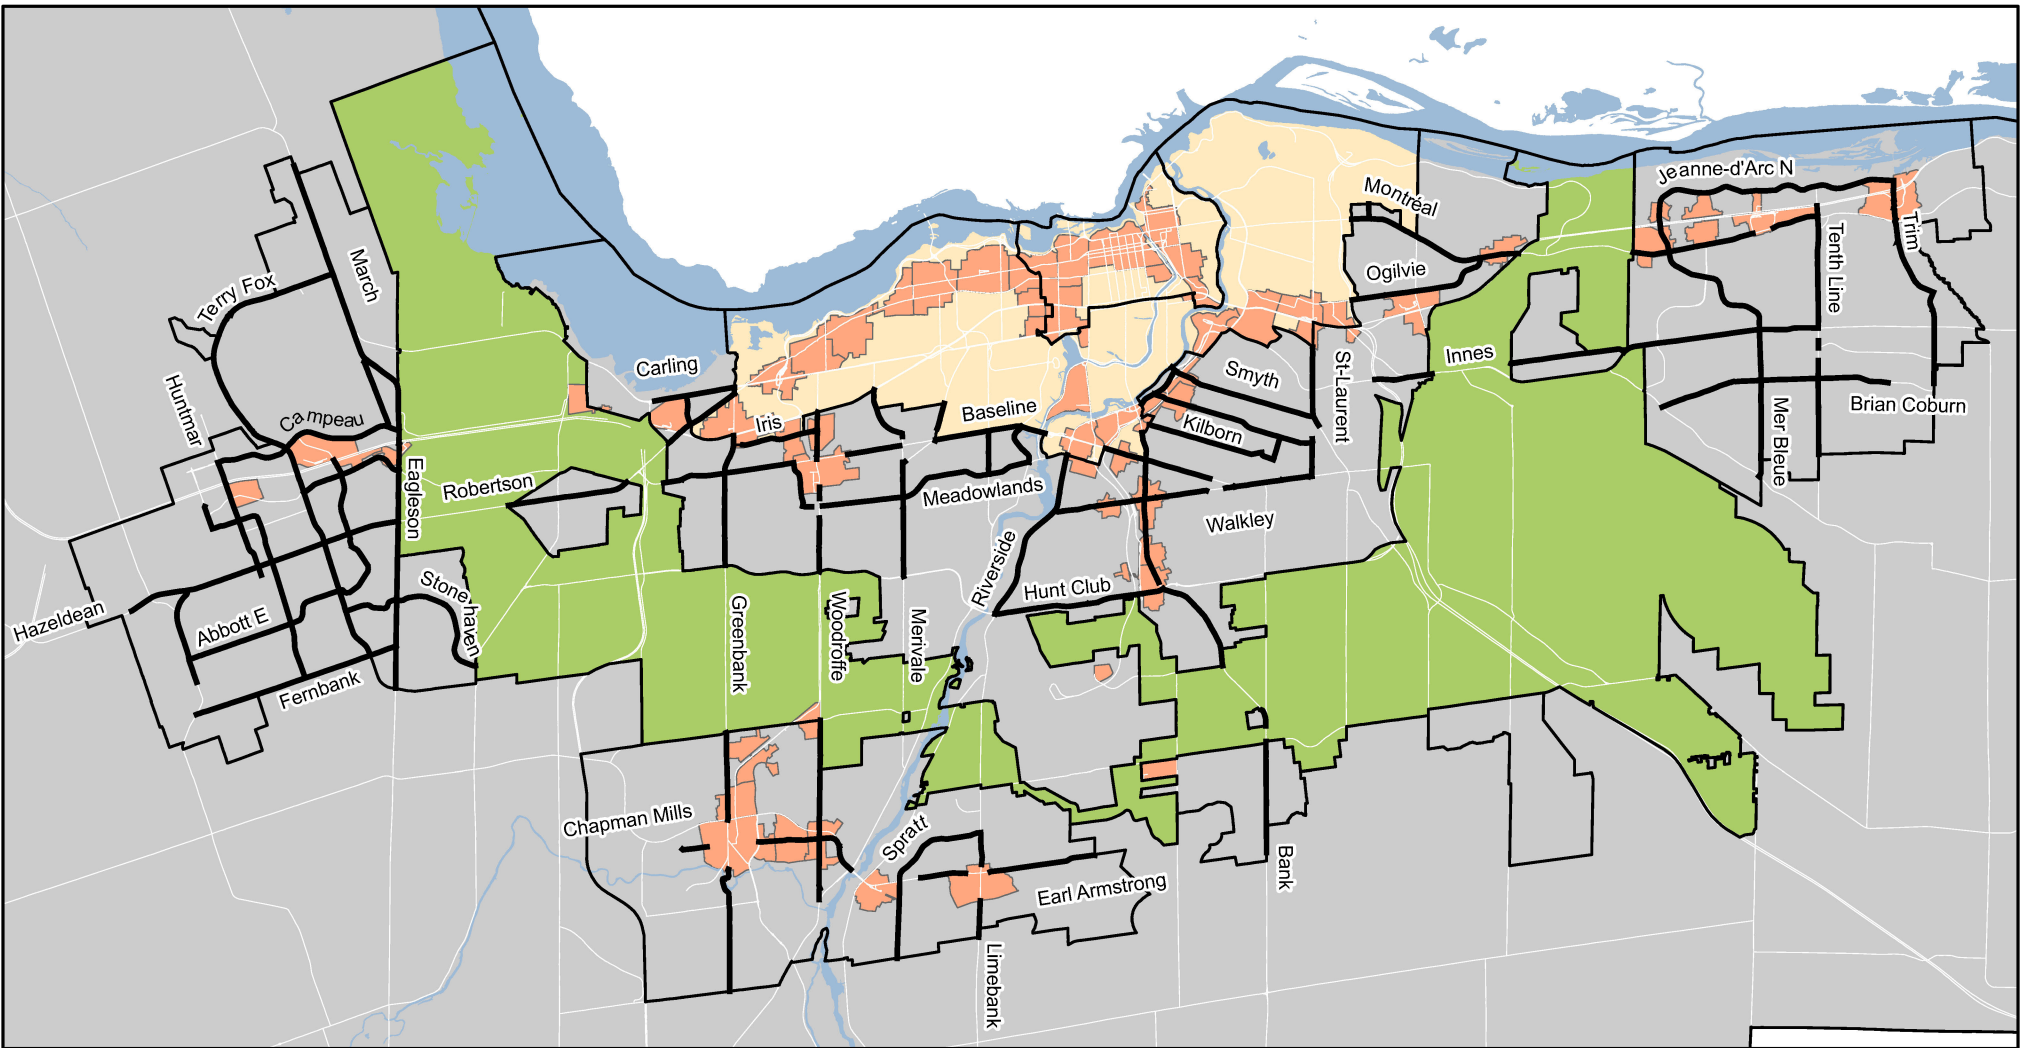 Jeanne-d'Arc N
Montréal
Trim
Tenth Line
March
Ogilvie
Terry Fox
Carling
Innes
Smyth
St-Laurent
Huntmar
Campeau
Iris
Baseline
Kilborn
Brian Coburn
Mer Bleue
Eagleson
Robertson
Meadowlands
Walkley
Riverside
Hunt Club
Stonehaven
Hazeldean
Abbott E
Greenbank
Woodroffe
Merivale
Fernbank
Chapman Mills
Spratt
Earl Armstrong
Bank
Limebank